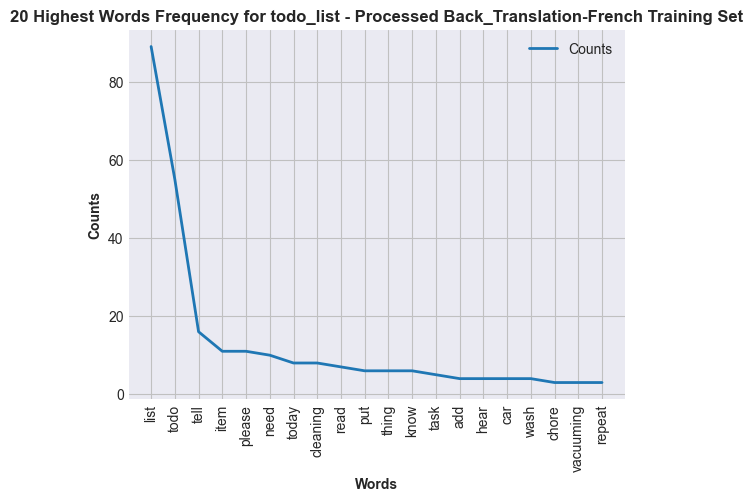 20 Highest Words Frequency for todo_list - Processed Back_Translation-French Training Set
Counts
80
60
40
20
0
Counts
list
todo
tell
item
please
need
today
cleaning
read
put
thing
know
task
add
hear
car
wash
chore
vacuuming
repeat
Words